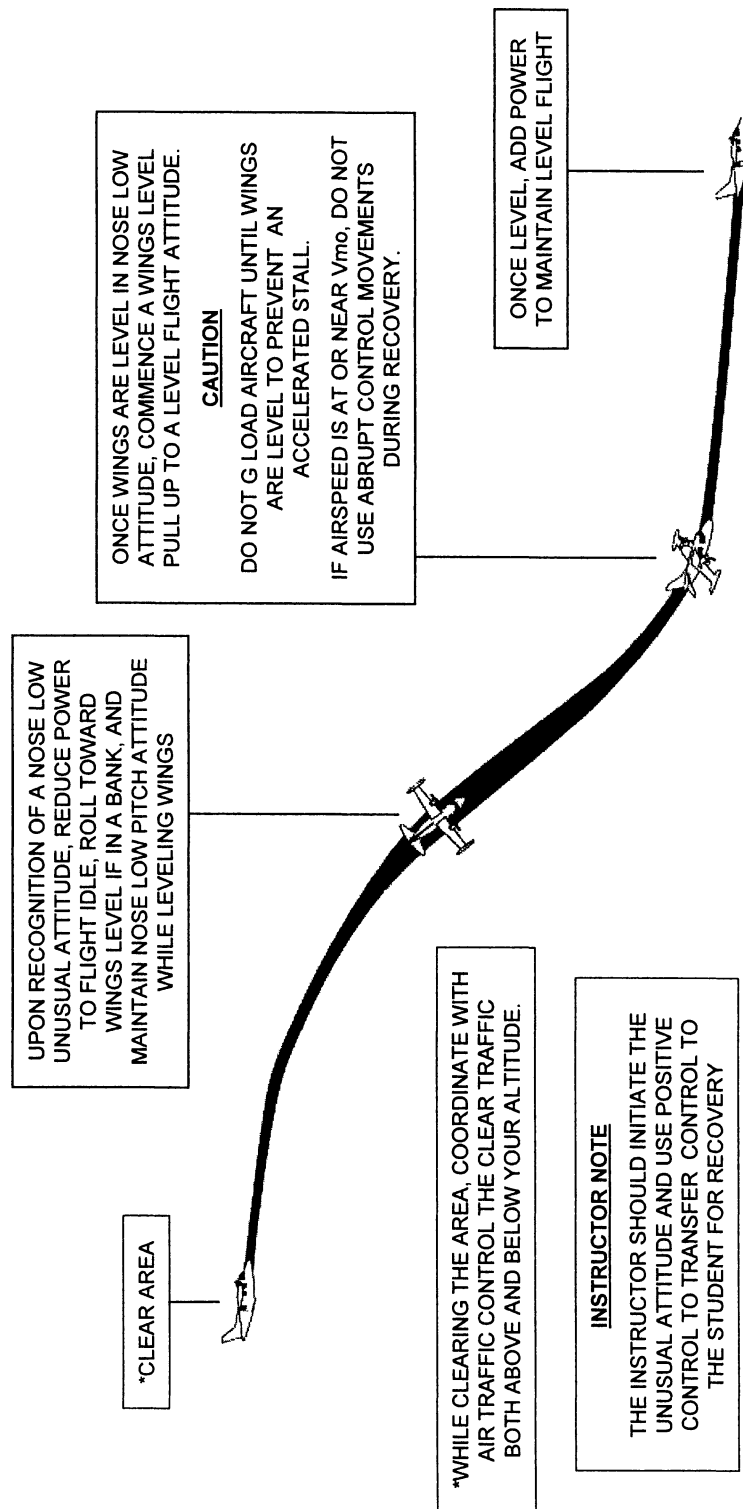 *CLEAR AREA
UPON RECOGNITION OF A NOSE LOW
UNUSUAL ATTITUDE, REDUCE POWER
TO FLIGHT IDLE, ROLL TOWARD
WINGS LEVEL IF IN A BANK, AND
MAINTAIN NOSE LOW PITCH ATTITUDE
WHILE LEVELING WINGS
ONCE WINGS ARE LEVEL IN NOSE LOW
ATTITUDE, COMMENCE A WINGS LEVEL
PULL UP TO A LEVEL FLIGHT ATTITUDE.
CAUTION
DO NOT G LOAD AIRCRAFT UNTIL WINGS
ARE LEVEL TO PREVENT AN
ACCELERATED STALL.
IF AIRSPEED IS AT OR NEAR Vmo, DO NOT
USE ABRUPT CONTROL MOVEMENTS
DURING RECOVERY.
ONCE LEVEL, ADD POWER
TO MAINTAIN LEVEL FLIGHT
*WHILE CLEARING THE AREA, COORDINATE WITH
AIR TRAFFIC CONTROL THE CLEAR TRAFFIC
BOTH ABOVE AND BELOW YOUR ALTITUDE.
INSTRUCTOR NOTE
THE INSTRUCTOR SHOULD INITIATE THE
UNUSUAL ATTITUDE AND USE POSITIVE
CONTROL TO TRANSFER CONTROL TO
THE STUDENT FOR RECOVERY